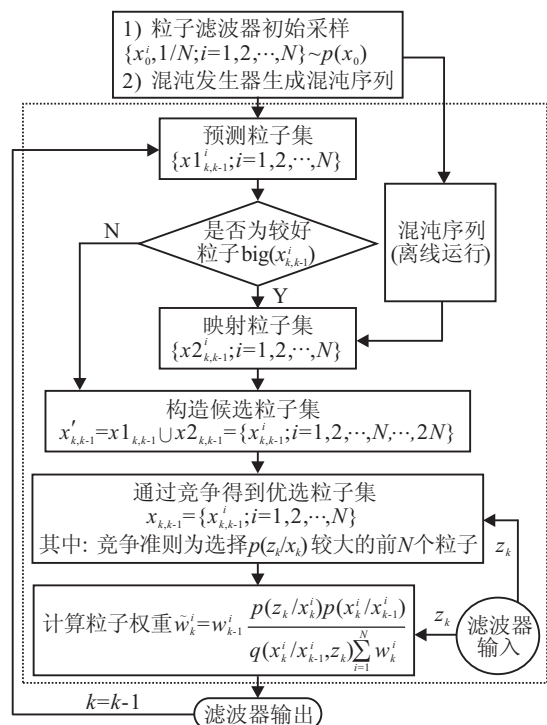 1) 粒子滤波器初始采样
{x_0^i,1/N;i=1,2,⋯,N}~p(x_0)
2) 混沌发生器生成混沌序列
预测粒子集
{x1_{k,k-1}^i;i=1,2,⋯,N}
N
是否为较好
粒子big(x_{k,k-1}^i)
Y
混沌序列
(离线运行)
映射粒子集
{x2_{k,k-1}^i;i=1,2,⋯,N}
构造候选粒子集
x'_{k,k-1}=x1_{k,k-1}∪x2_{k,k-1}={x_{k,k-1}^i;i=1,2,⋯,N,⋯,2N}
通过竞争得到优选粒子集
x_{k,k-1}={x_{k,k-1}^i;i=1,2,⋯,N}
其中: 竞争准则为选择p(z_k/x_k)较大的前N个粒子
z_k
计算粒子权重 \tilde{w}_k^i=w_{k-1}^i \frac{p(z_k/x_k^i)p(x_k^i/x_{k-1}^i)}{q(x_k^i/x_{k-1}^i,z_k)\sum_{i=1}^{N}w_k^i}
z_k
滤波器
输入
k=k-1
滤波器输出